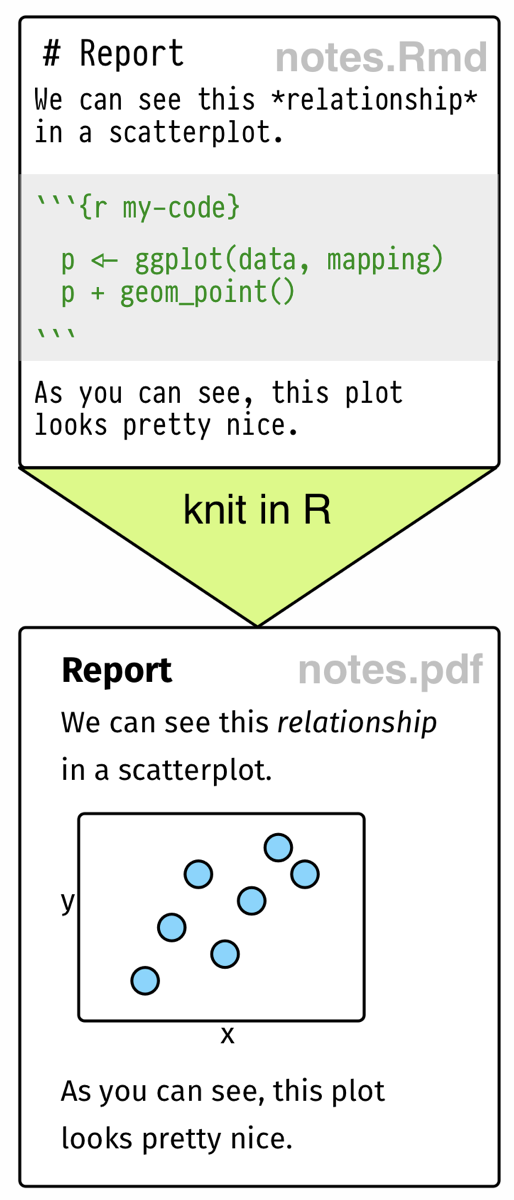 # Report
notes.Rmd
We can see this *relationship*
in a scatterplot.
```{r my-code}
p <- ggplot(data, mapping)
p + geom_point()
```
As you can see, this plot
looks pretty nice.
knit in R
Report
notes.pdf
We can see this relationship
in a scatterplot.
y
x
As you can see, this plot
looks pretty nice.